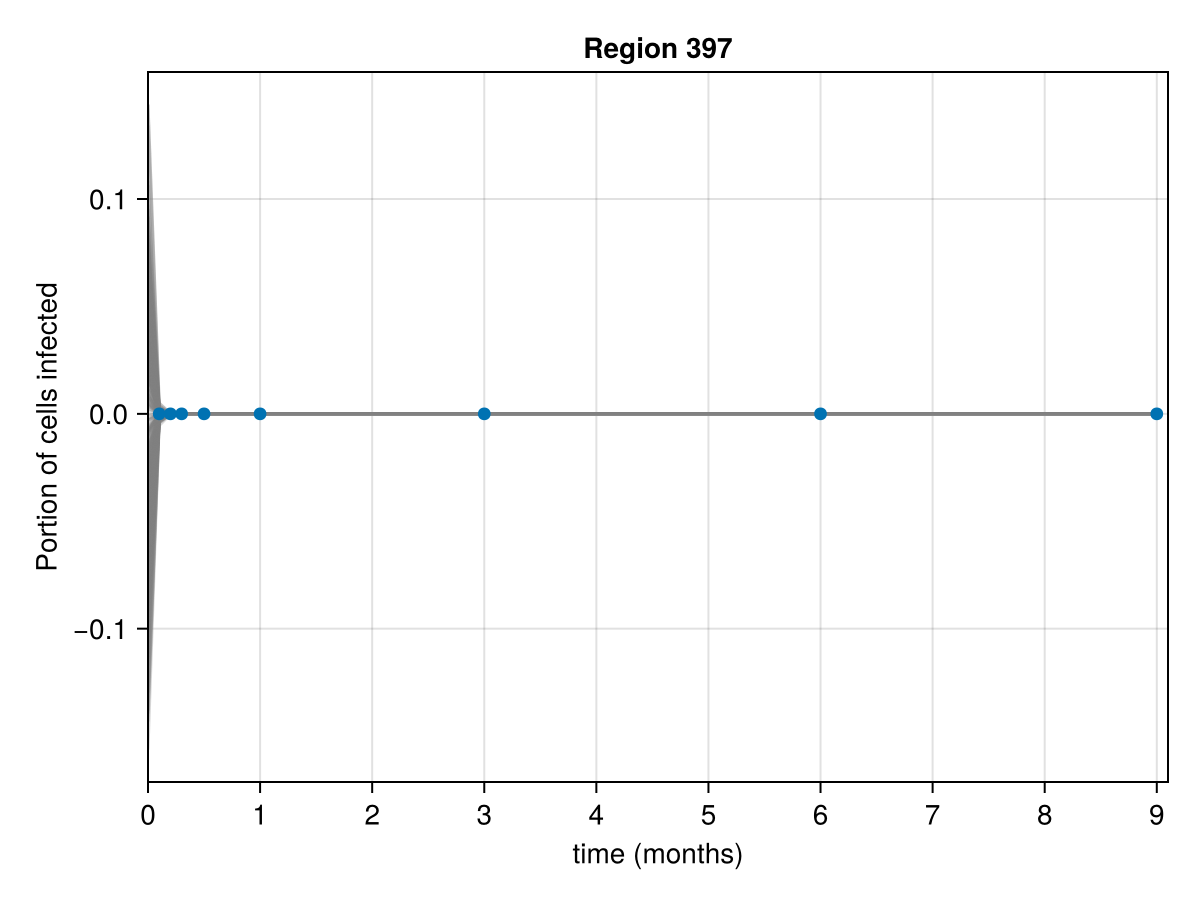 Region 397
Portion of cells infected
0.1
0.0
−0.1
0 1 2 3 4 5 6 7 8 9
time (months)